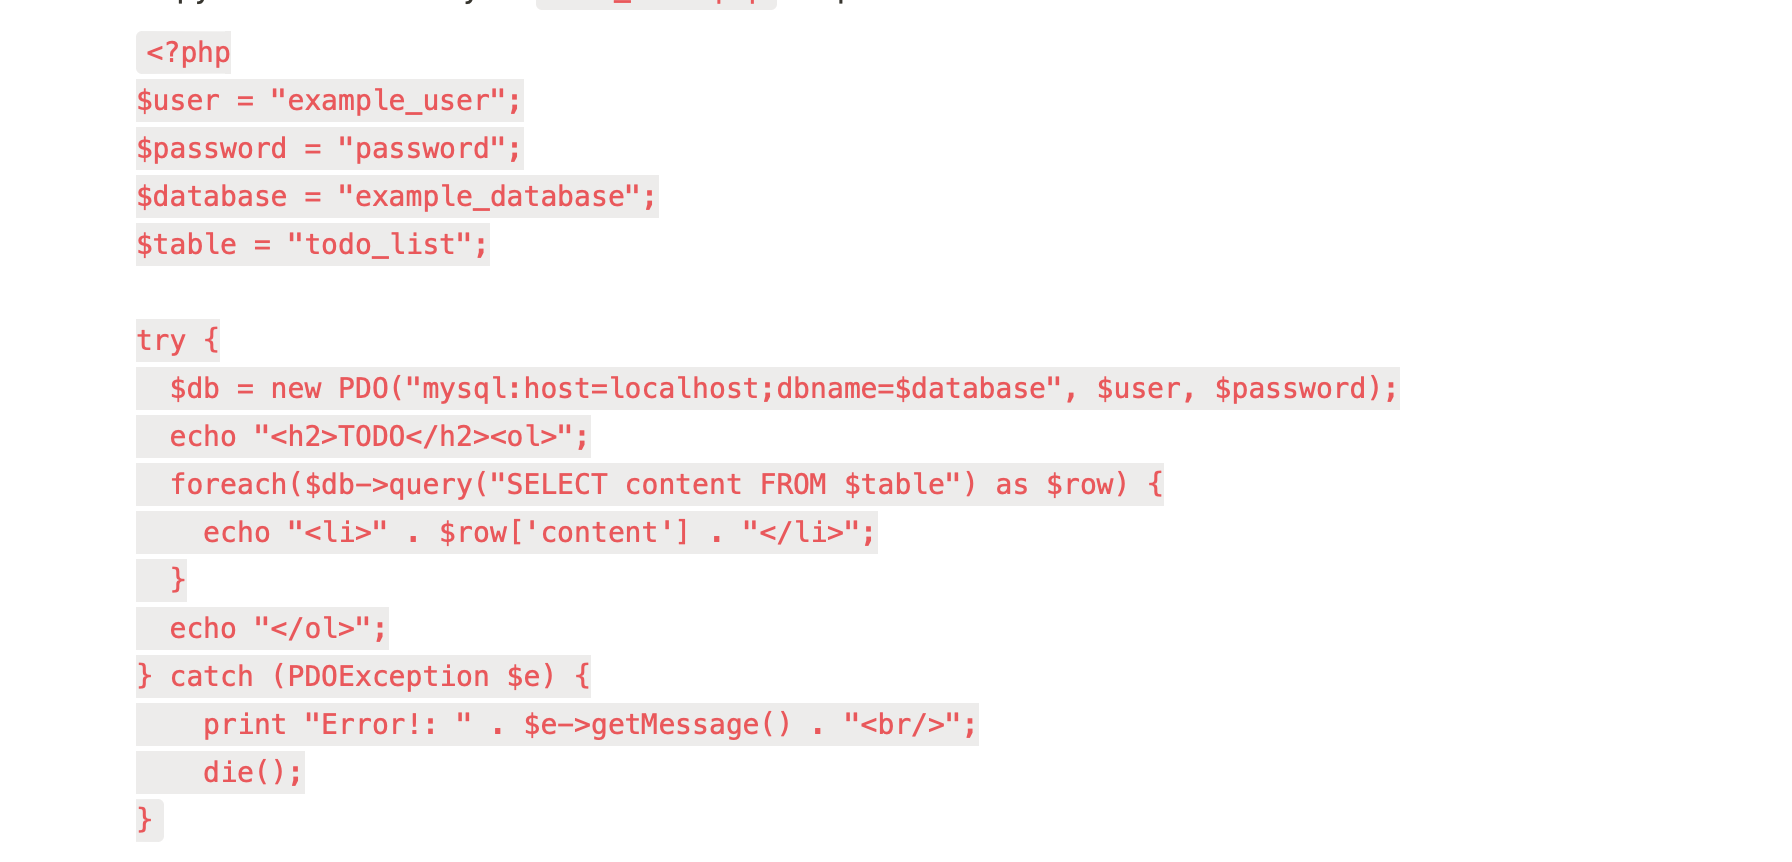 <?php
$user = "example_user";
$password = "password";
$database = "example_database";
$table = "todo_list";
try {
  $db = new PDO("mysql:host=localhost;dbname=$database", $user, $password);
  echo "<h2>TODO</h2><ol>";
  foreach($db->query("SELECT content FROM $table") as $row) {
    echo "<li>" . $row['content'] . "</li>";
  }
  echo "</ol>";
} catch (PDOException $e) {
    print "Error!: " . $e->getMessage() . "<br/>";
    die();
}